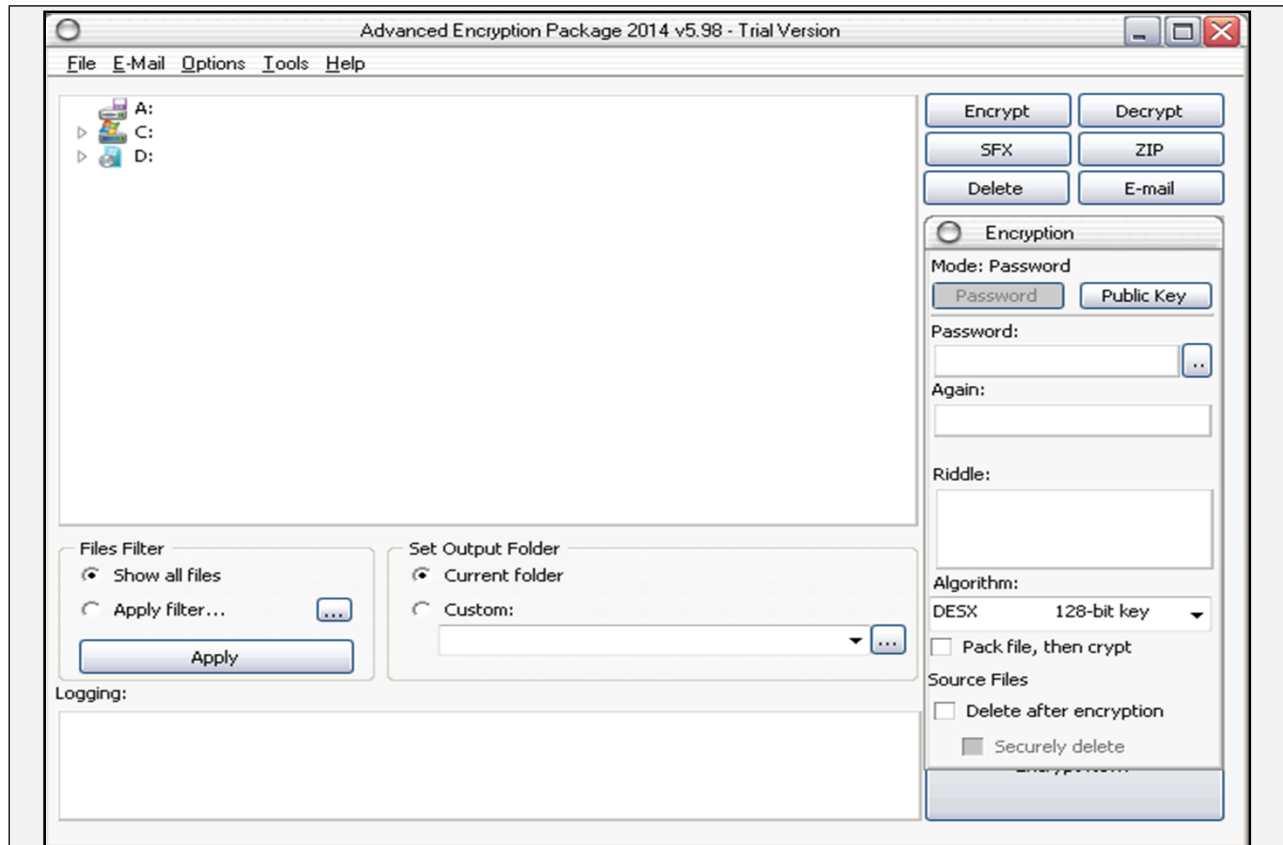 Advanced Encryption Package 2014 v5.98 - Trial Version
File E-Mail Options Tools Help
A:
C:
D:
Encrypt Decrypt
SFX ZIP
Delete E-mail
Encryption
Mode: Password
Password Public Key
Password:
..
Again:
Riddle:
Algorithm:
DESX 128-bit key
Pack file, then crypt
Source Files
Delete after encryption
Securely delete
Files Filter
Show all files
Apply filter... ...
Apply
Set Output Folder
Current folder
Custom:
...
Logging: